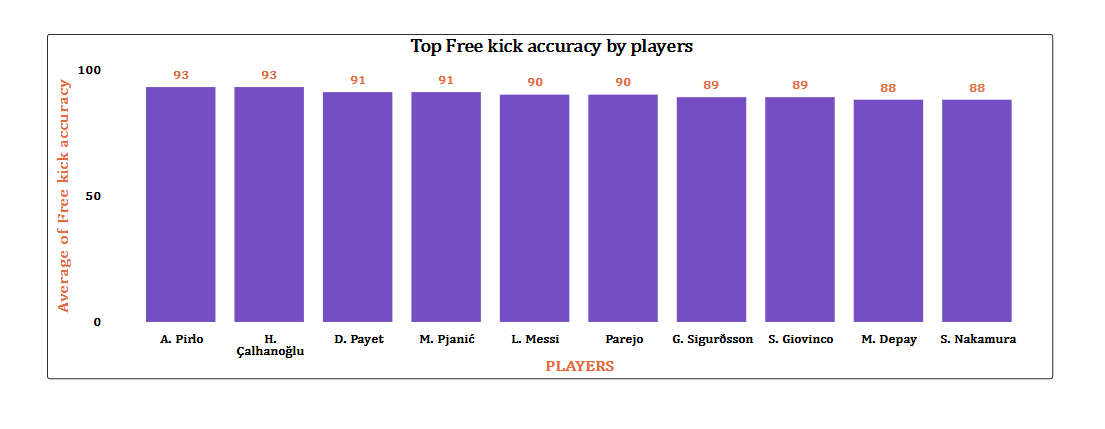 Top Free kick accuracy by players
Average of Free kick accuracy
100
50
0
93
93
91
91
90
90
89
89
88
88
A. Pirlo
H.
Çalhanoğlu
D. Payet
M. Pjanić
L. Messi
Parejo
G. Sigurðsson
S. Giovinco
M. Depay
S. Nakamura
PLAYERS